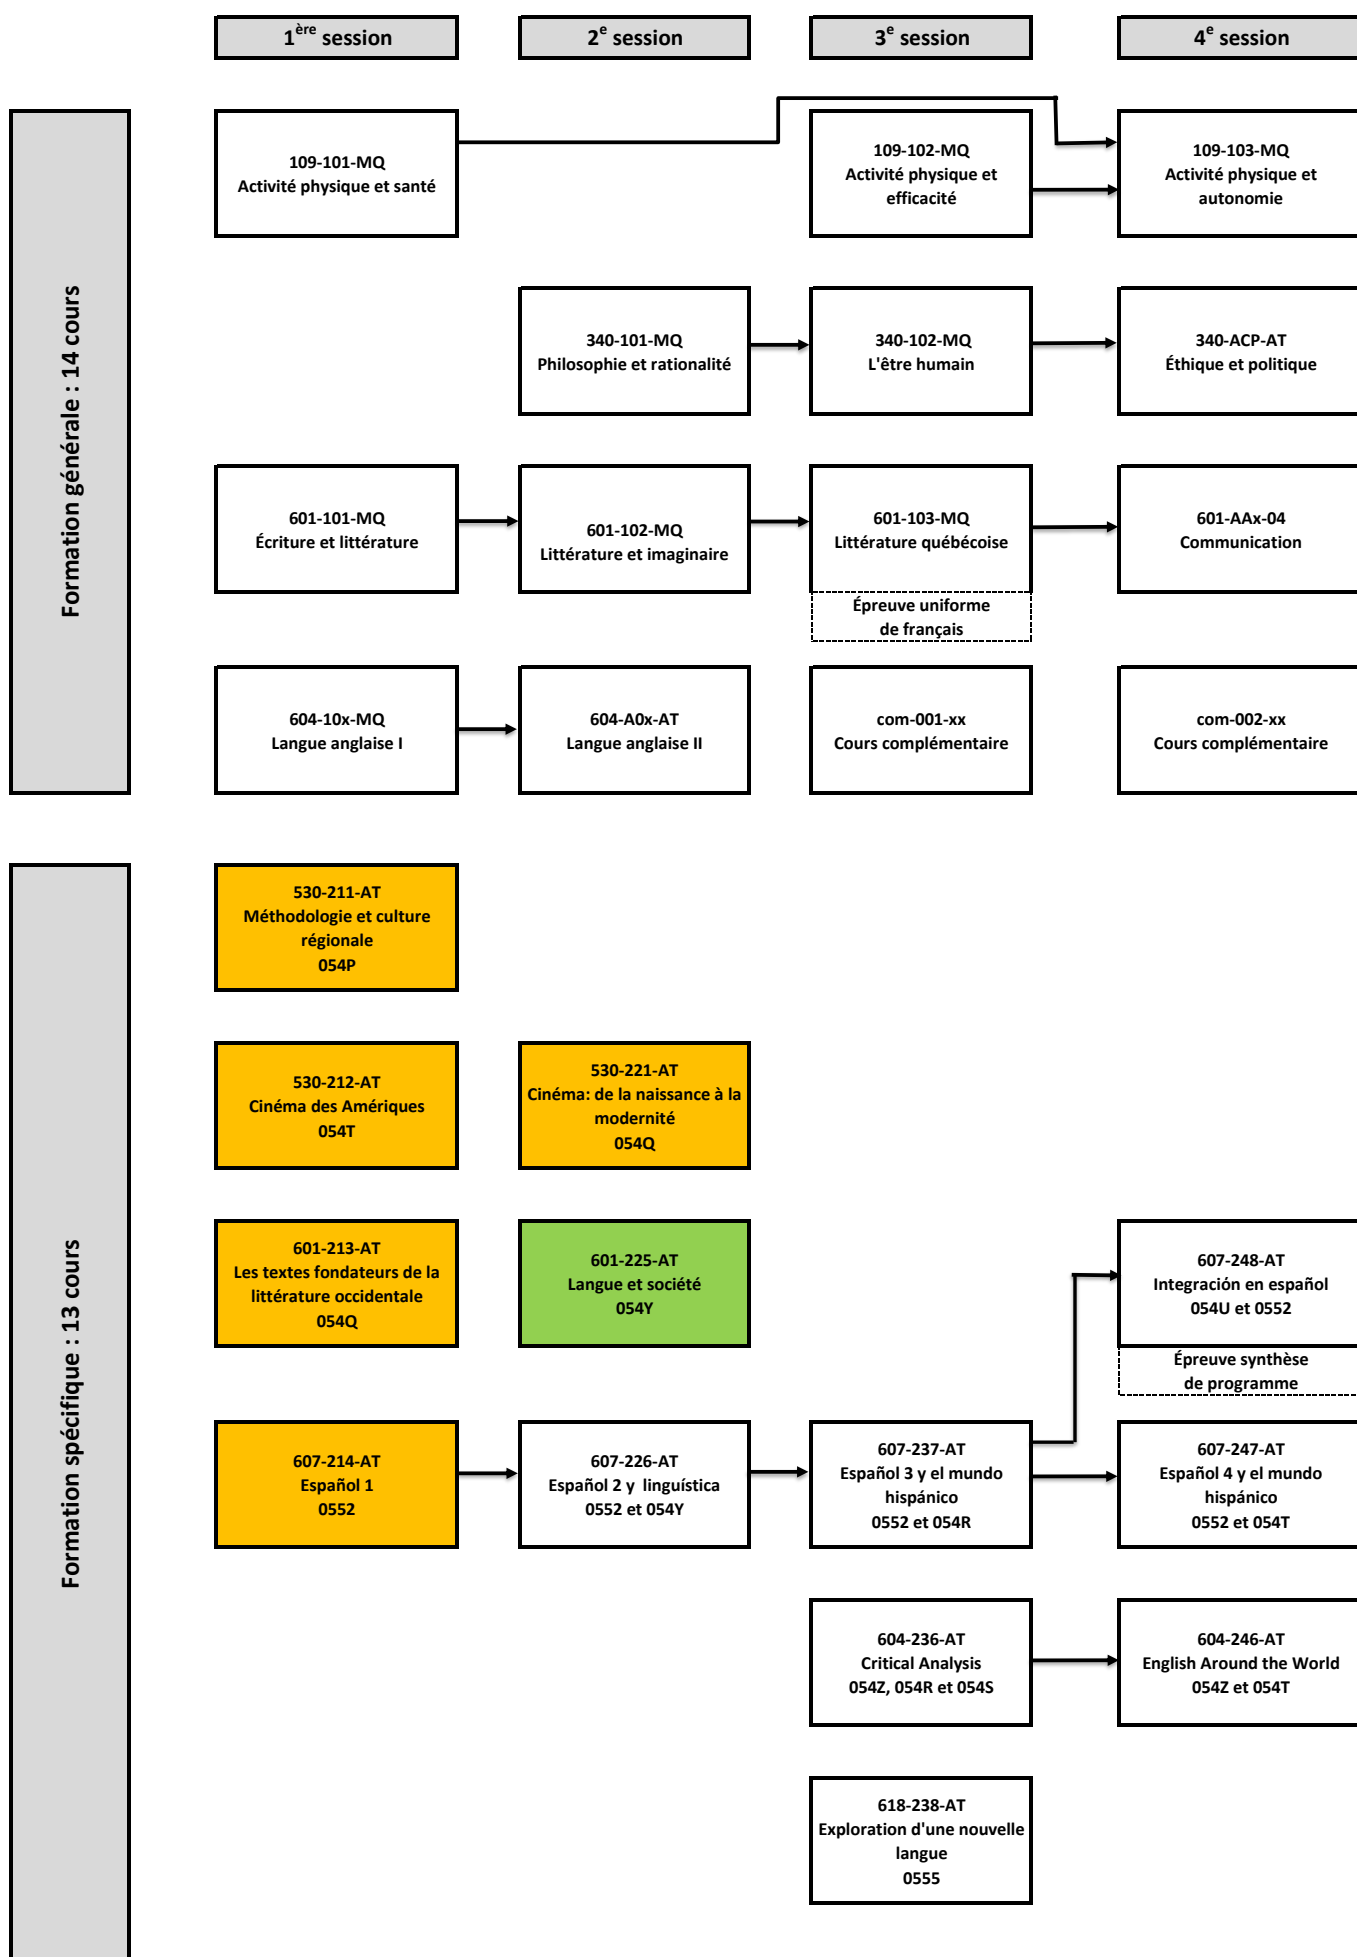 1ère session
2e session
3e session
4e session
Formation générale : 14 cours
109-101-MQ
Activité physique et santé
109-102-MQ
Activité physique et
efficacité
109-103-MQ
Activité physique et
autonomie
340-101-MQ
Philosophie et rationalité
340-102-MQ
L'être humain
340-ACP-AT
Éthique et politique
601-101-MQ
Écriture et littérature
601-102-MQ
Littérature et imaginaire
601-103-MQ
Littérature québécoise
601-AAx-04
Communication
Épreuve uniforme
de français
604-10x-MQ
Langue anglaise I
604-A0x-AT
Langue anglaise II
com-001-xx
Cours complémentaire
com-002-xx
Cours complémentaire
Formation spécifique : 13 cours
530-211-AT
Méthodologie et culture
régionale
054P
530-212-AT
Cinéma des Amériques
054T
530-221-AT
Cinéma: de la naissance à la
modernité
054Q
601-213-AT
Les textes fondateurs de la
littérature occidentale
054Q
601-225-AT
Langue et société
054Y
607-248-AT
Integración en español
054U et 0552
Épreuve synthèse
de programme
607-214-AT
Español 1
0552
607-226-AT
Español 2 y  linguística
0552 et 054Y
607-237-AT
Español 3 y el mundo
hispánico
0552 et 054R
607-247-AT
Español 4 y el mundo
hispánico
0552 et 054T
604-236-AT
Critical Analysis
054Z, 054R et 054S
604-246-AT
English Around the World
054Z et 054T
618-238-AT
Exploration d'une nouvelle
langue
0555